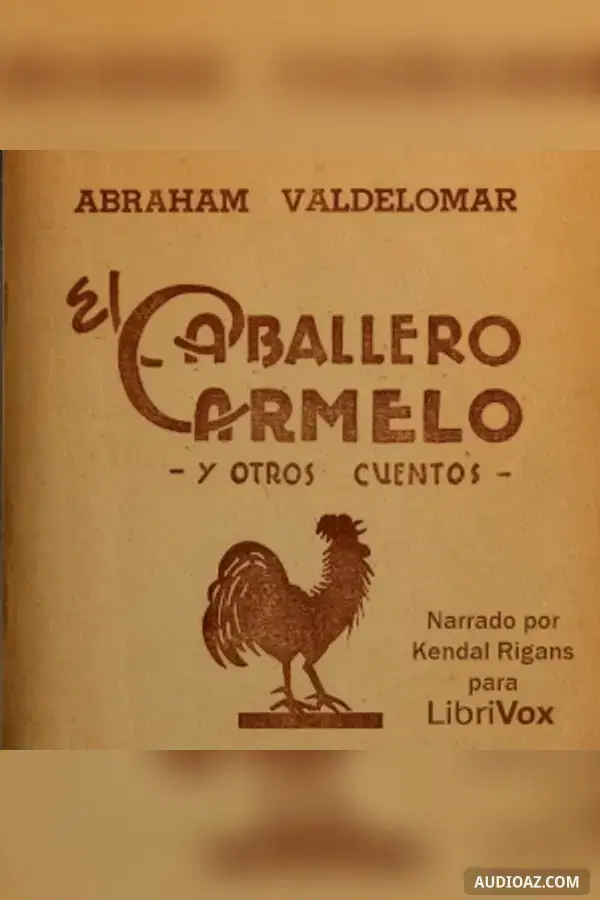 ABRAHAM VALDELOMAR
El CABALLERO
CARMELO
- Y OTROS CUENTOS -
Narrado por
Kendal Rigans
para
LibriVox
AUDIOAZ.COM